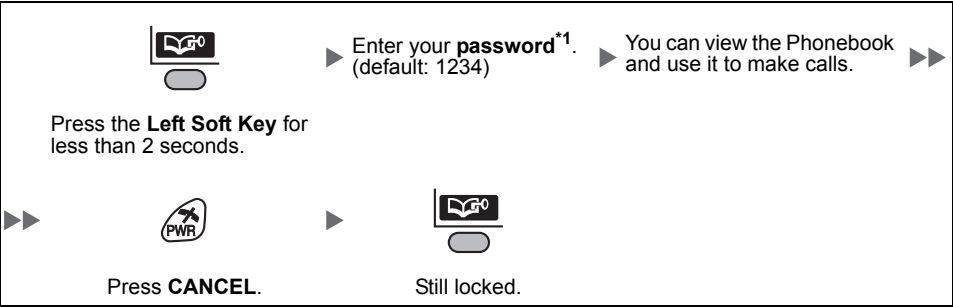 Enter your password*1.
(default: 1234)
You can view the Phonebook
and use it to make calls.
Press the Left Soft Key for
less than 2 seconds.
PWR
Press CANCEL.
Still locked.